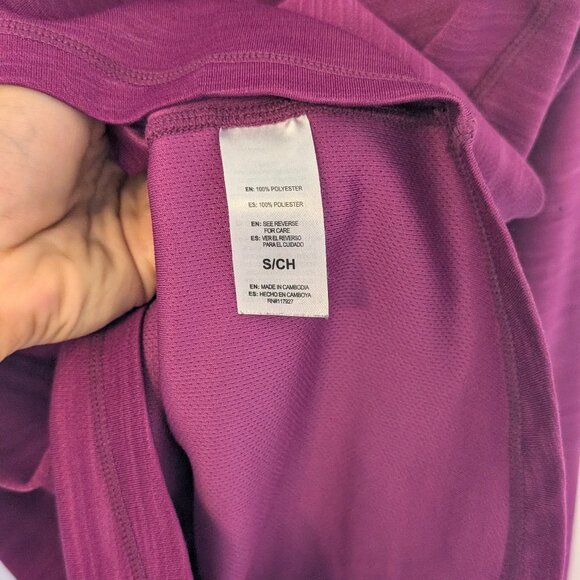 EN: 100% POLYESTER
ES: 100% POLIESTER
EN: SEE REVERSE
FOR CARE
ES: VER EL REVERSO
PARA EL CUIDADO
S/CH
EN: MADE IN CAMBODIA
ES: HECHO EN CAMBOYA
RN#117927